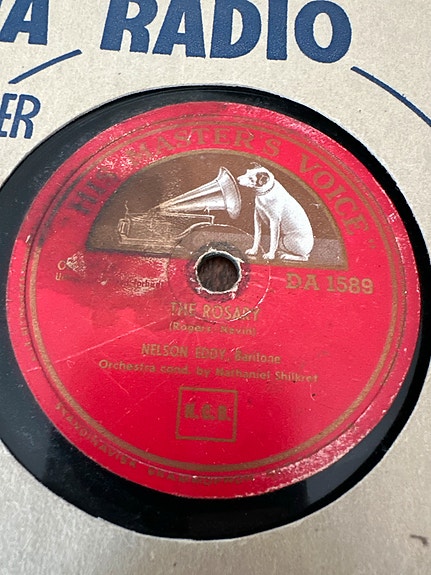 A RADIO
ER
HIS MASTER'S VOICE
DA 1589
THE ROSARY
(Rogers, Nevin)
NELSON EDDY, Baritone
Orchestra cond. by Nathaniel Shilkret
N.C.B.